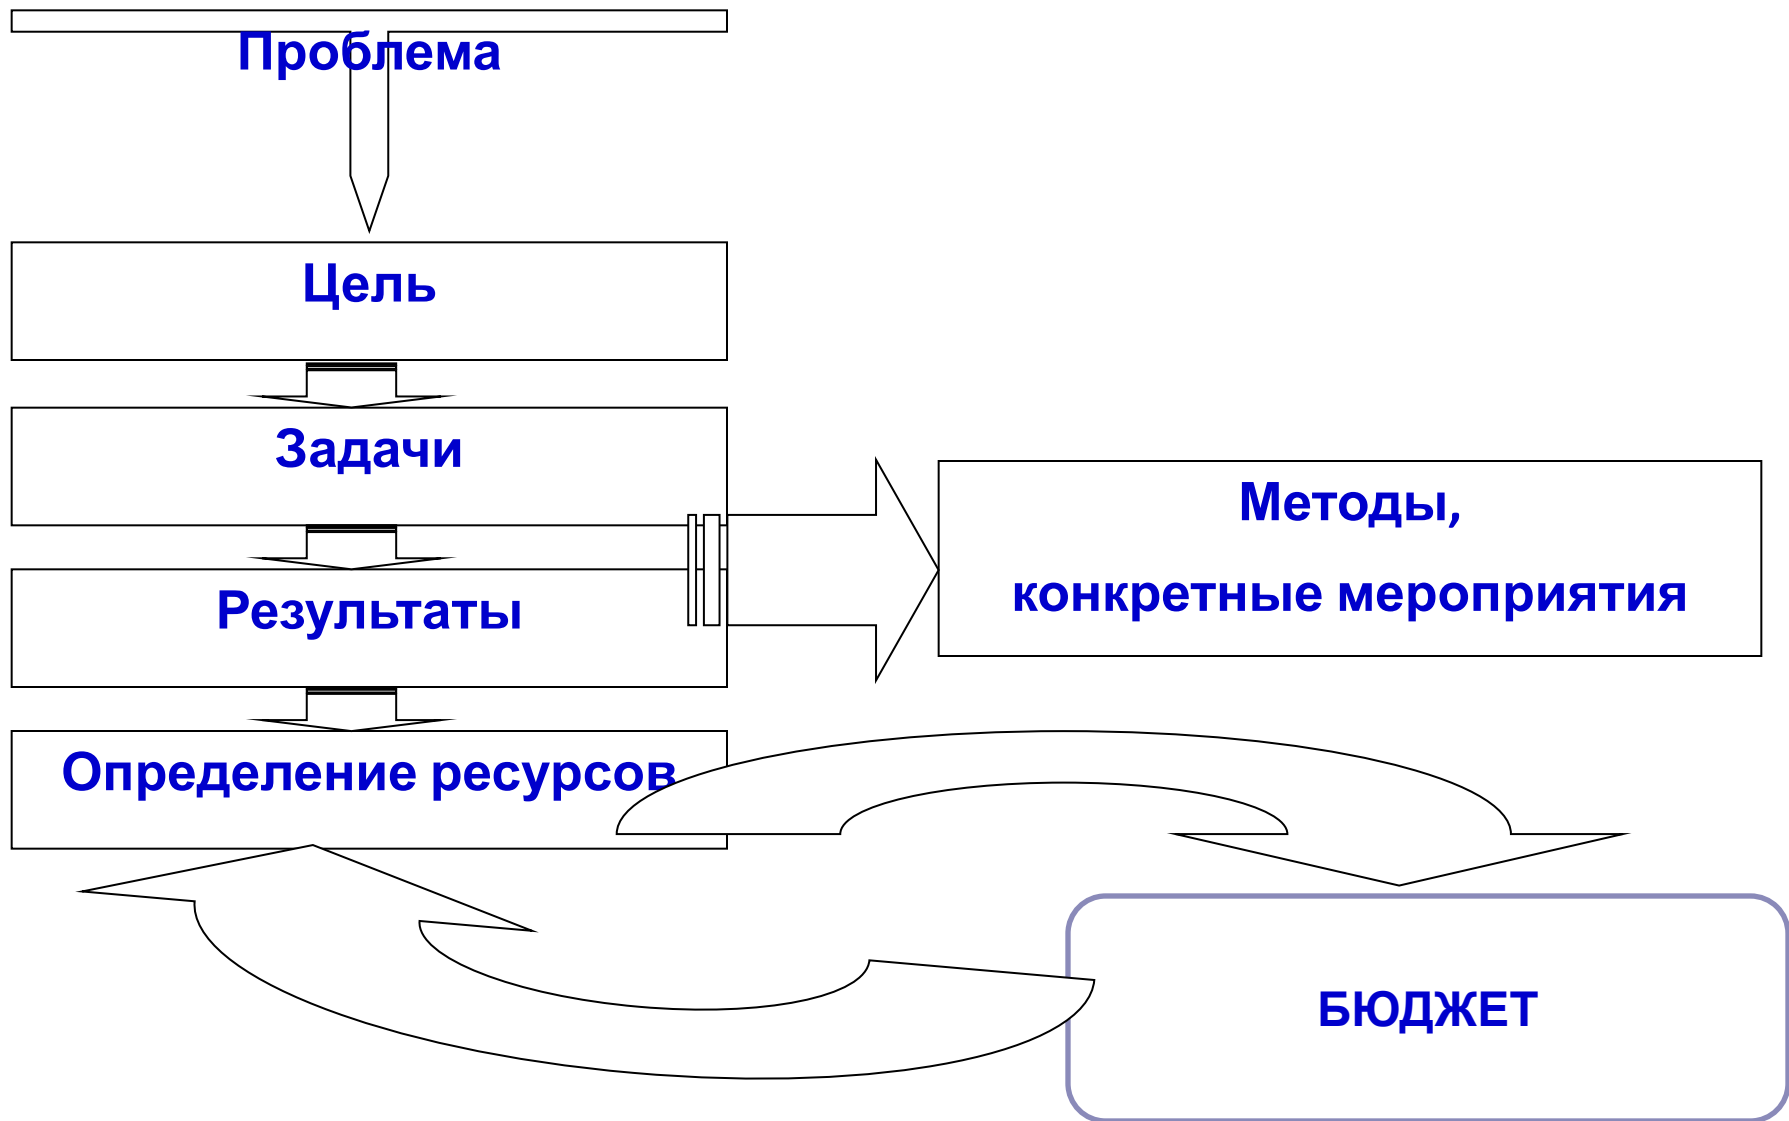 Проблема
Цель
Задачи
Результаты
Определение ресурсов
Методы,
конкретные мероприятия
БЮДЖЕТ